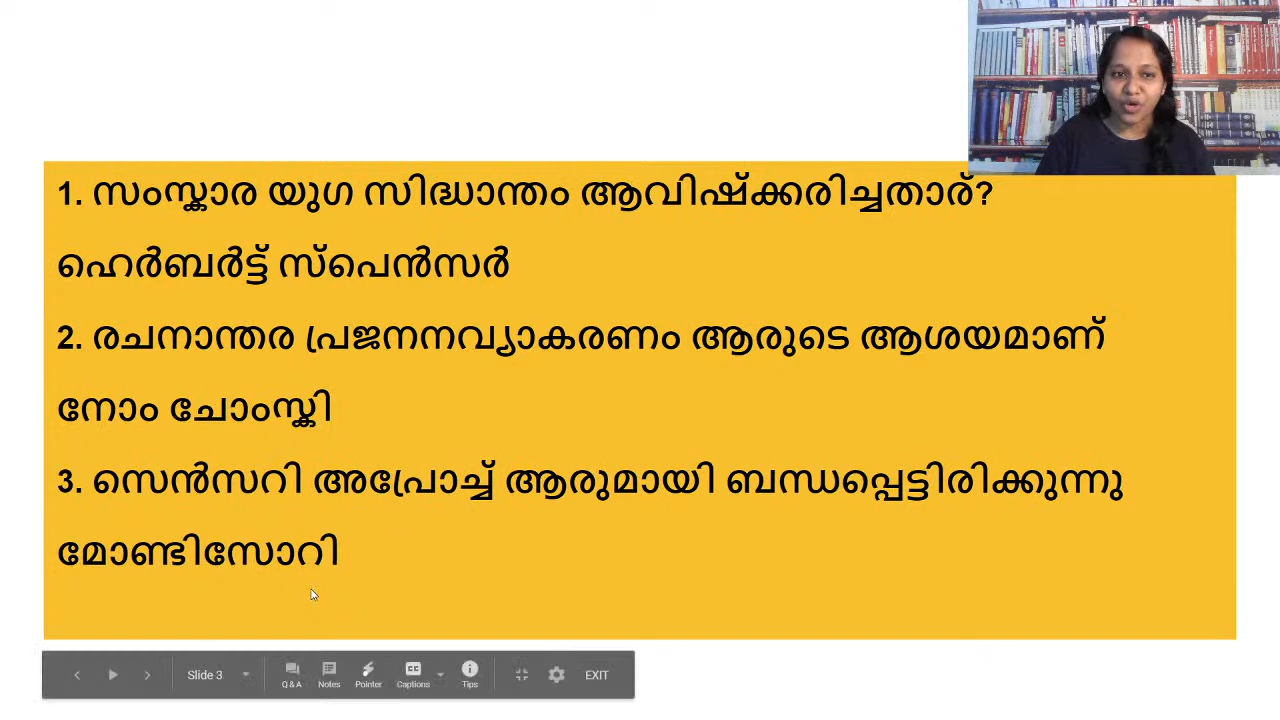 1. സംസ്കാര യുഗ സിദ്ധാന്തം ആവിഷ്ക്കരിച്ചതാര്?
ഹെർബർട്ട് സ്പെൻസർ
2. രചനാന്തര പ്രജനനവ്യാകരണം ആരുടെ ആശയമാണ്
നോം ചോംസ്കി
3. സെൻസറി അപ്രോച്ച് ആരുമായി ബന്ധപ്പെട്ടിരിക്കുന്നു
മോണ്ടിസോറി
Slide 3 Q & A Notes Pointer CC Captions Tips EXIT